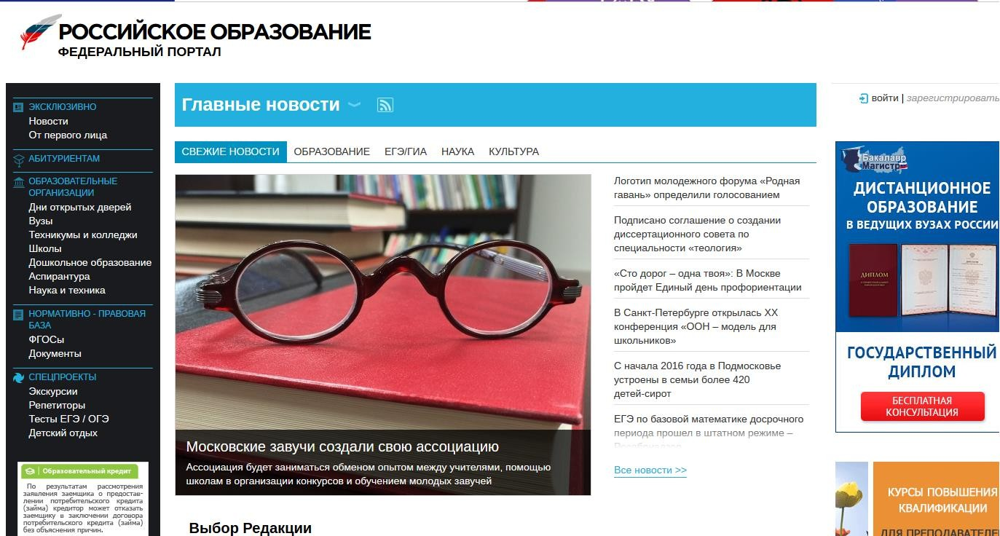 РОССИЙСКОЕ ОБРАЗОВАНИЕ
ФЕДЕРАЛЬНЫЙ ПОРТАЛ
ЭКСКЛЮЗИВНО
Новости
От первого лица
АБИТУРИЕНТАМ
ОБРАЗОВАТЕЛЬНЫЕ
ОРГАНИЗАЦИИ
Дни открытых дверей
Вузы
Техникумы и колледжи
Школы
Дошкольное образование
Аспирантура
Наука и техника
НОРМАТИВНО - ПРАВОВАЯ
БАЗА
ФГОСы
Документы
СПЕЦПРОЕКТЫ
Экскурсии
Репетиторы
Тесты ЕГЭ / ОГЭ
Детский отдых
Образовательный кредит
По результатам рассмотрения
заявления заемщика о предостав-
лении потребительского кредита
(займа) кредитор может отказать
заемщику в заключении договора
потребительского кредита (займа)
без объяснения причин.
Главные новости
СВЕЖИЕ НОВОСТИ ОБРАЗОВАНИЕ ЕГЭ/ГИА НАУКА КУЛЬТУРА
Московские завучи создали свою ассоциацию
Ассоциация будет заниматься обменом опытом между учителями, помощью
школам в организации конкурсов и обучением молодых завучей
Логотип молодежного форума «Родная
гавань» определили голосованием
Подписано соглашение о создании
диссертационного совета по
специальности «теология»
«Сто дорог – одна твоя»: В Москве
пройдет Единый день профориентации
В Санкт-Петербурге открылась XX
конференция «ООН – модель для
школьников»
С начала 2016 года в Подмосковье
устроены в семьи более 420
детей-сирот
ЕГЭ по базовой математике досрочного
периода прошел в штатном режиме –
Рособрнадзор
Все новости >>
Выбор Редакции
войти | зарегистрировать
Бакалавр
Магистр
ДИСТАНЦИОННОЕ
ОБРАЗОВАНИЕ
В ВЕДУЩИХ ВУЗАХ РОССИИ
ДИПЛОМ
ГОСУДАРСТВЕННЫЙ
ДИПЛОМ
БЕСПЛАТНАЯ
КОНСУЛЬТАЦИЯ
КУРСЫ ПОВЫШЕНИЯ
КВАЛИФИКАЦИИ
ДЛЯ ПРЕПОДАВАТЕЛЕЙ